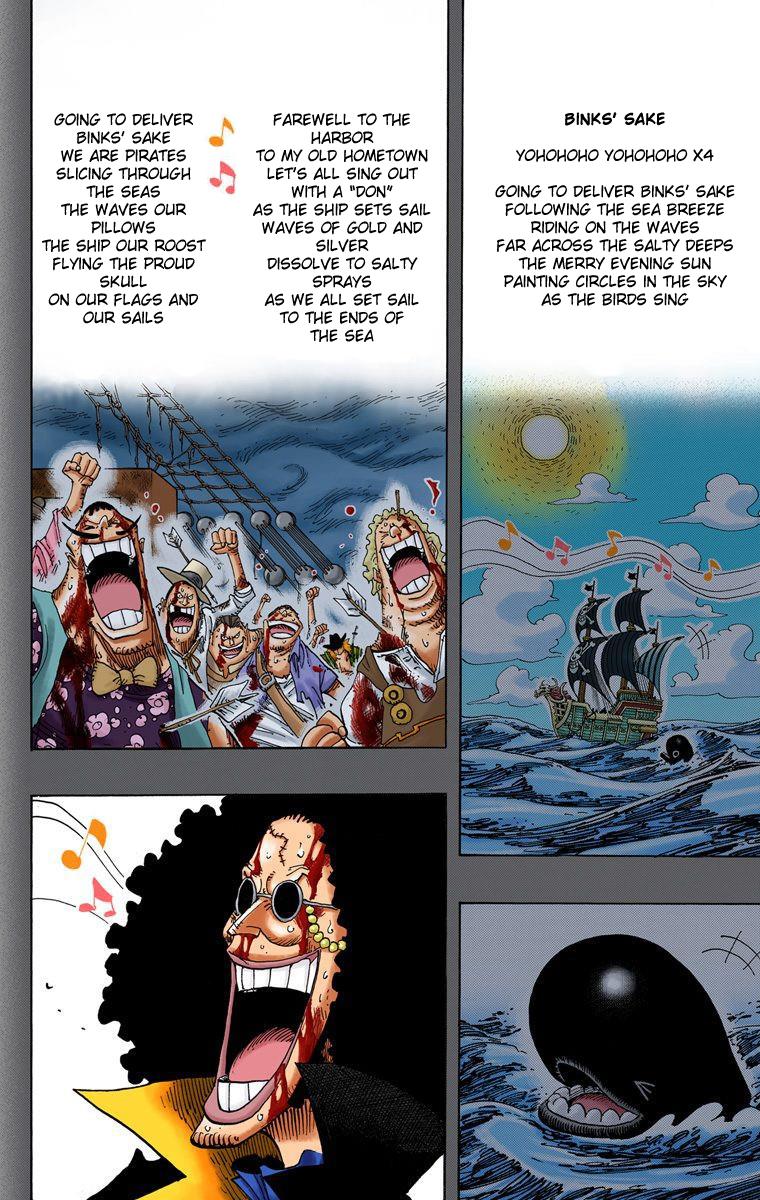 BINKS' SAKE
YOHOHOHO YOHOHOHO X4
GOING TO DELIVER BINKS' SAKE
FOLLOWING THE SEA BREEZE
RIDING ON THE WAVES
FAR ACROSS THE SALTY DEEPS
THE MERRY EVENING SUN
PAINTING CIRCLES IN THE SKY
AS THE BIRDS SING
FAREWELL TO THE
HARBOR
TO MY OLD HOMETOWN
LET'S ALL SING OUT
WITH A "DON"
AS THE SHIP SETS SAIL
WAVES OF GOLD AND
SILVER
DISSOLVE TO SALTY
SPRAYS
AS WE ALL SET SAIL
TO THE ENDS OF
THE SEA
GOING TO DELIVER
BINKS' SAKE
WE ARE PIRATES
SLICING THROUGH
THE SEAS
THE WAVES OUR
PILLOWS
THE SHIP OUR ROOST
FLYING THE PROUD
SKULL
ON OUR FLAGS AND
OUR SAILS